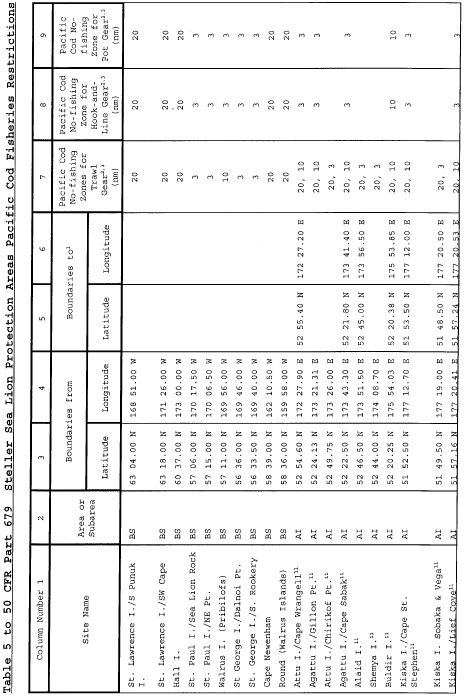 Table 5 to 50 CFR Part 679 Steller Sea Lion Protection Areas Pacific Cod Fisheries Restrictions
Column Number 1 2 3 4 5 6 7 8 9
Site Name
Area or
Subarea
Boundaries from
Latitude Longitude
Boundaries to¹
Latitude Longitude
Pacific Cod
No-fishing
Zones for
Trawl
Gear²,³
(nm)
Pacific Cod
No-fishing
Zone for
Hook-and-
Line Gear²,³
(nm)
Pacific
Cod No-
fishing
Zone for
Pot Gear²,³
(nm)
St. Lawrence I./S Punuk
I. BS 63 04.00 N 168 51.00 W 20 20 20
St. Lawrence I./SW Cape BS 63 18.00 N 171 26.00 W 20 20 20
Hall I. BS 60 37.00 N 173 00.00 W 20 20 20
St. Paul I./Sea Lion Rock BS 57 06.00 N 170 17.50 W 3 3 3
St. Paul I./NE Pt. BS 57 15.00 N 170 06.50 W 3 3 3
Walrus I. (Pribilofs) BS 57 11.00 N 169 56.00 W 10 3 3
St George I./Dalnoi Pt. BS 56 36.00 N 169 46.00 W 3 3 3
St. George I./S. Rookery BS 56 33.50 N 169 40.00 W 3 3 3
Cape Newenham BS 58 39.00 N 162 10.50 W 20 20 20
Round (Walrus Islands) BS 58 36.00 N 159 58.00 W 20 20 20
Attu I./Cape Wrangell¹¹ AI 52 54.60 N 172 27.90 E 52 55.40 N 172 27.20 E 20, 10 3 3
Agattu I./Gillon Pt.¹¹ AI 52 24.13 N 173 21.31 E 20, 10 3 3
Attu I./Chirikof Pt.¹¹ AI 52 49.75 N 173 26.00 E 20, 3
Agattu I./Cape Sabak¹¹ AI 52 22.50 N 173 43.30 E 52 21.80 N 173 41.40 E 20, 10 3 3
Alaid I.¹¹ AI 52 46.50 N 173 51.50 E 52 45.00 N 173 56.50 E 20, 3
Shemya I.¹¹ AI 52 44.00 N 174 08.70 E 20, 3
Buldir I.¹¹ AI 52 20.25 N 175 54.03 E 52 20.38 N 175 53.85 E 20, 10 10 10
Kiska I./Cape St.
Stephen¹¹ AI 51 52.50 N 177 12.70 E 51 53.50 N 177 12.00 E 20, 10 3 3
Kiska I. Sobaka & Vega¹¹ AI 51 49.50 N 177 19.00 E 51 48.50 N 177 20.50 E 20, 3
Kiska I./Lief Cove¹¹ AI 51 57.16 N 177 20.41 E 51 57.24 N 177 20.53 E 20, 10 3 3